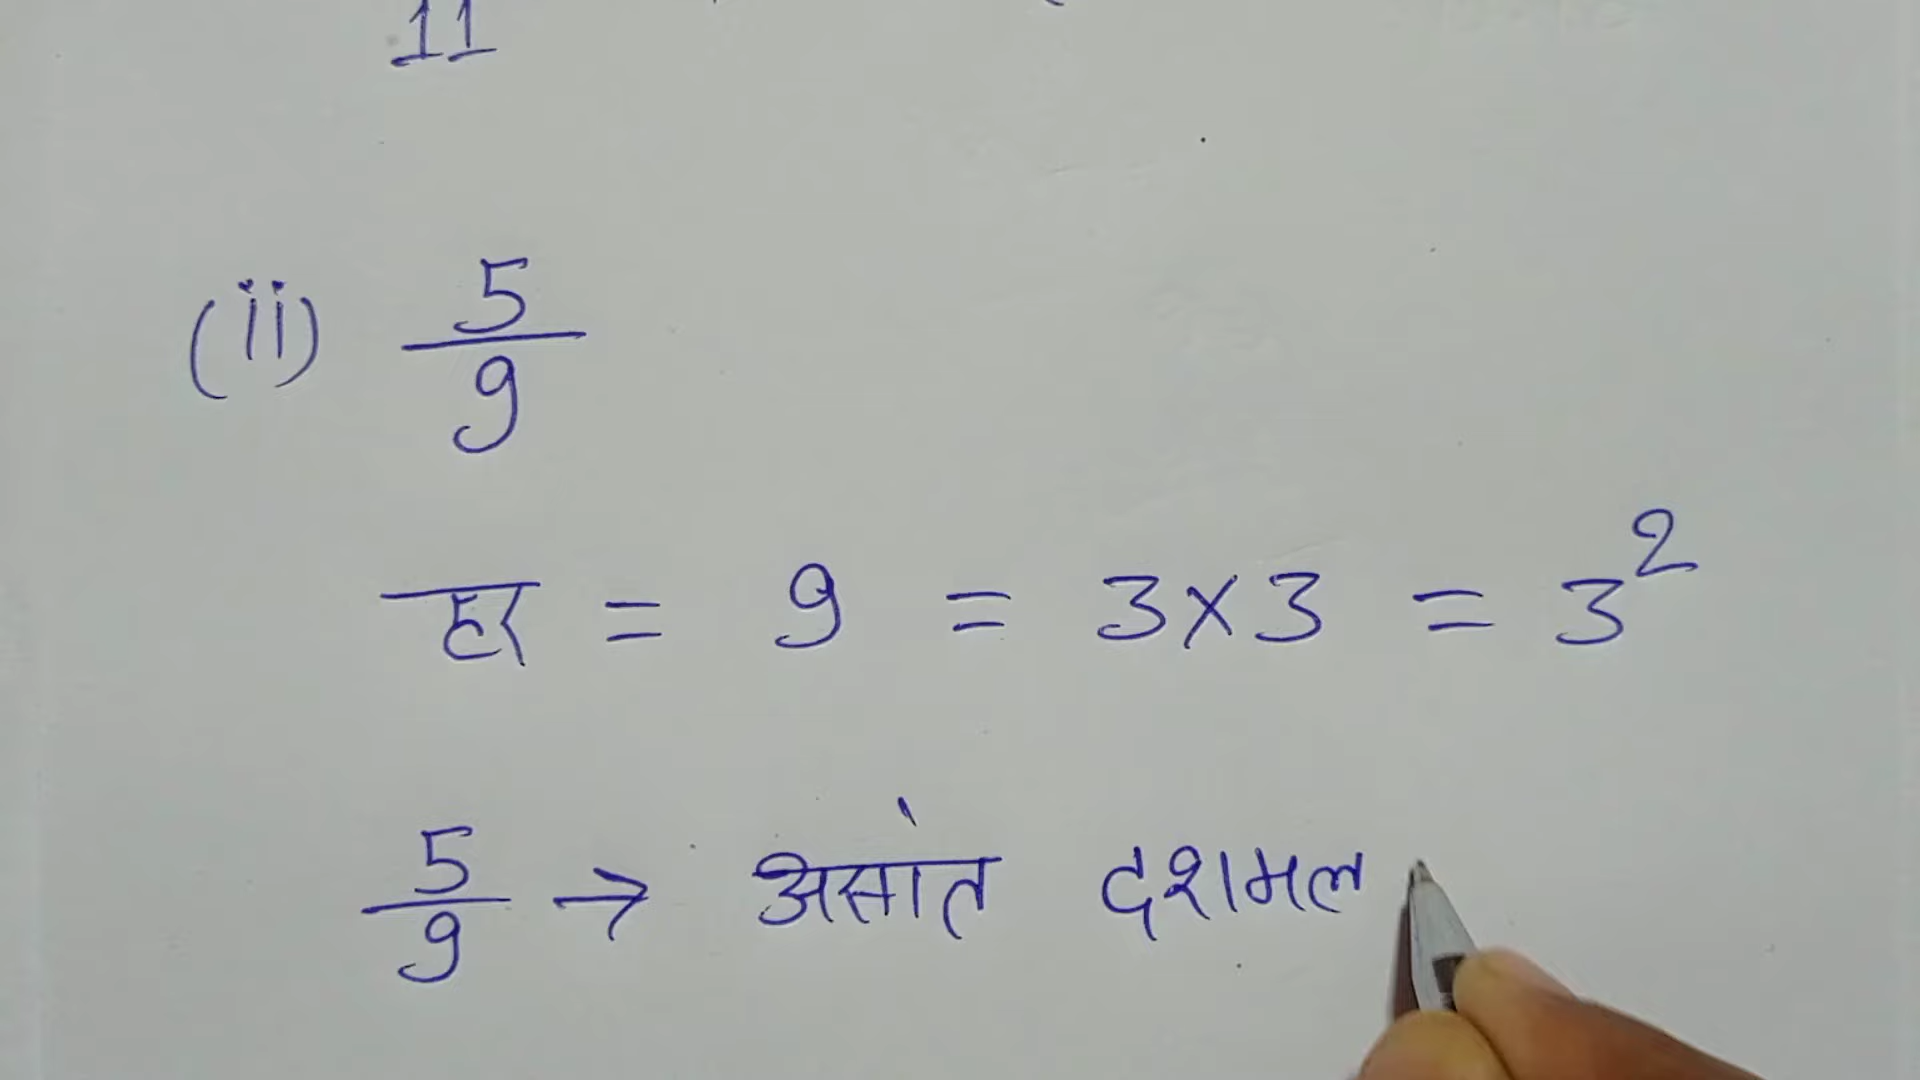 11
(ii) 5/9
हर = 9 = 3×3 = 3²
5/9 → असांत दशमल